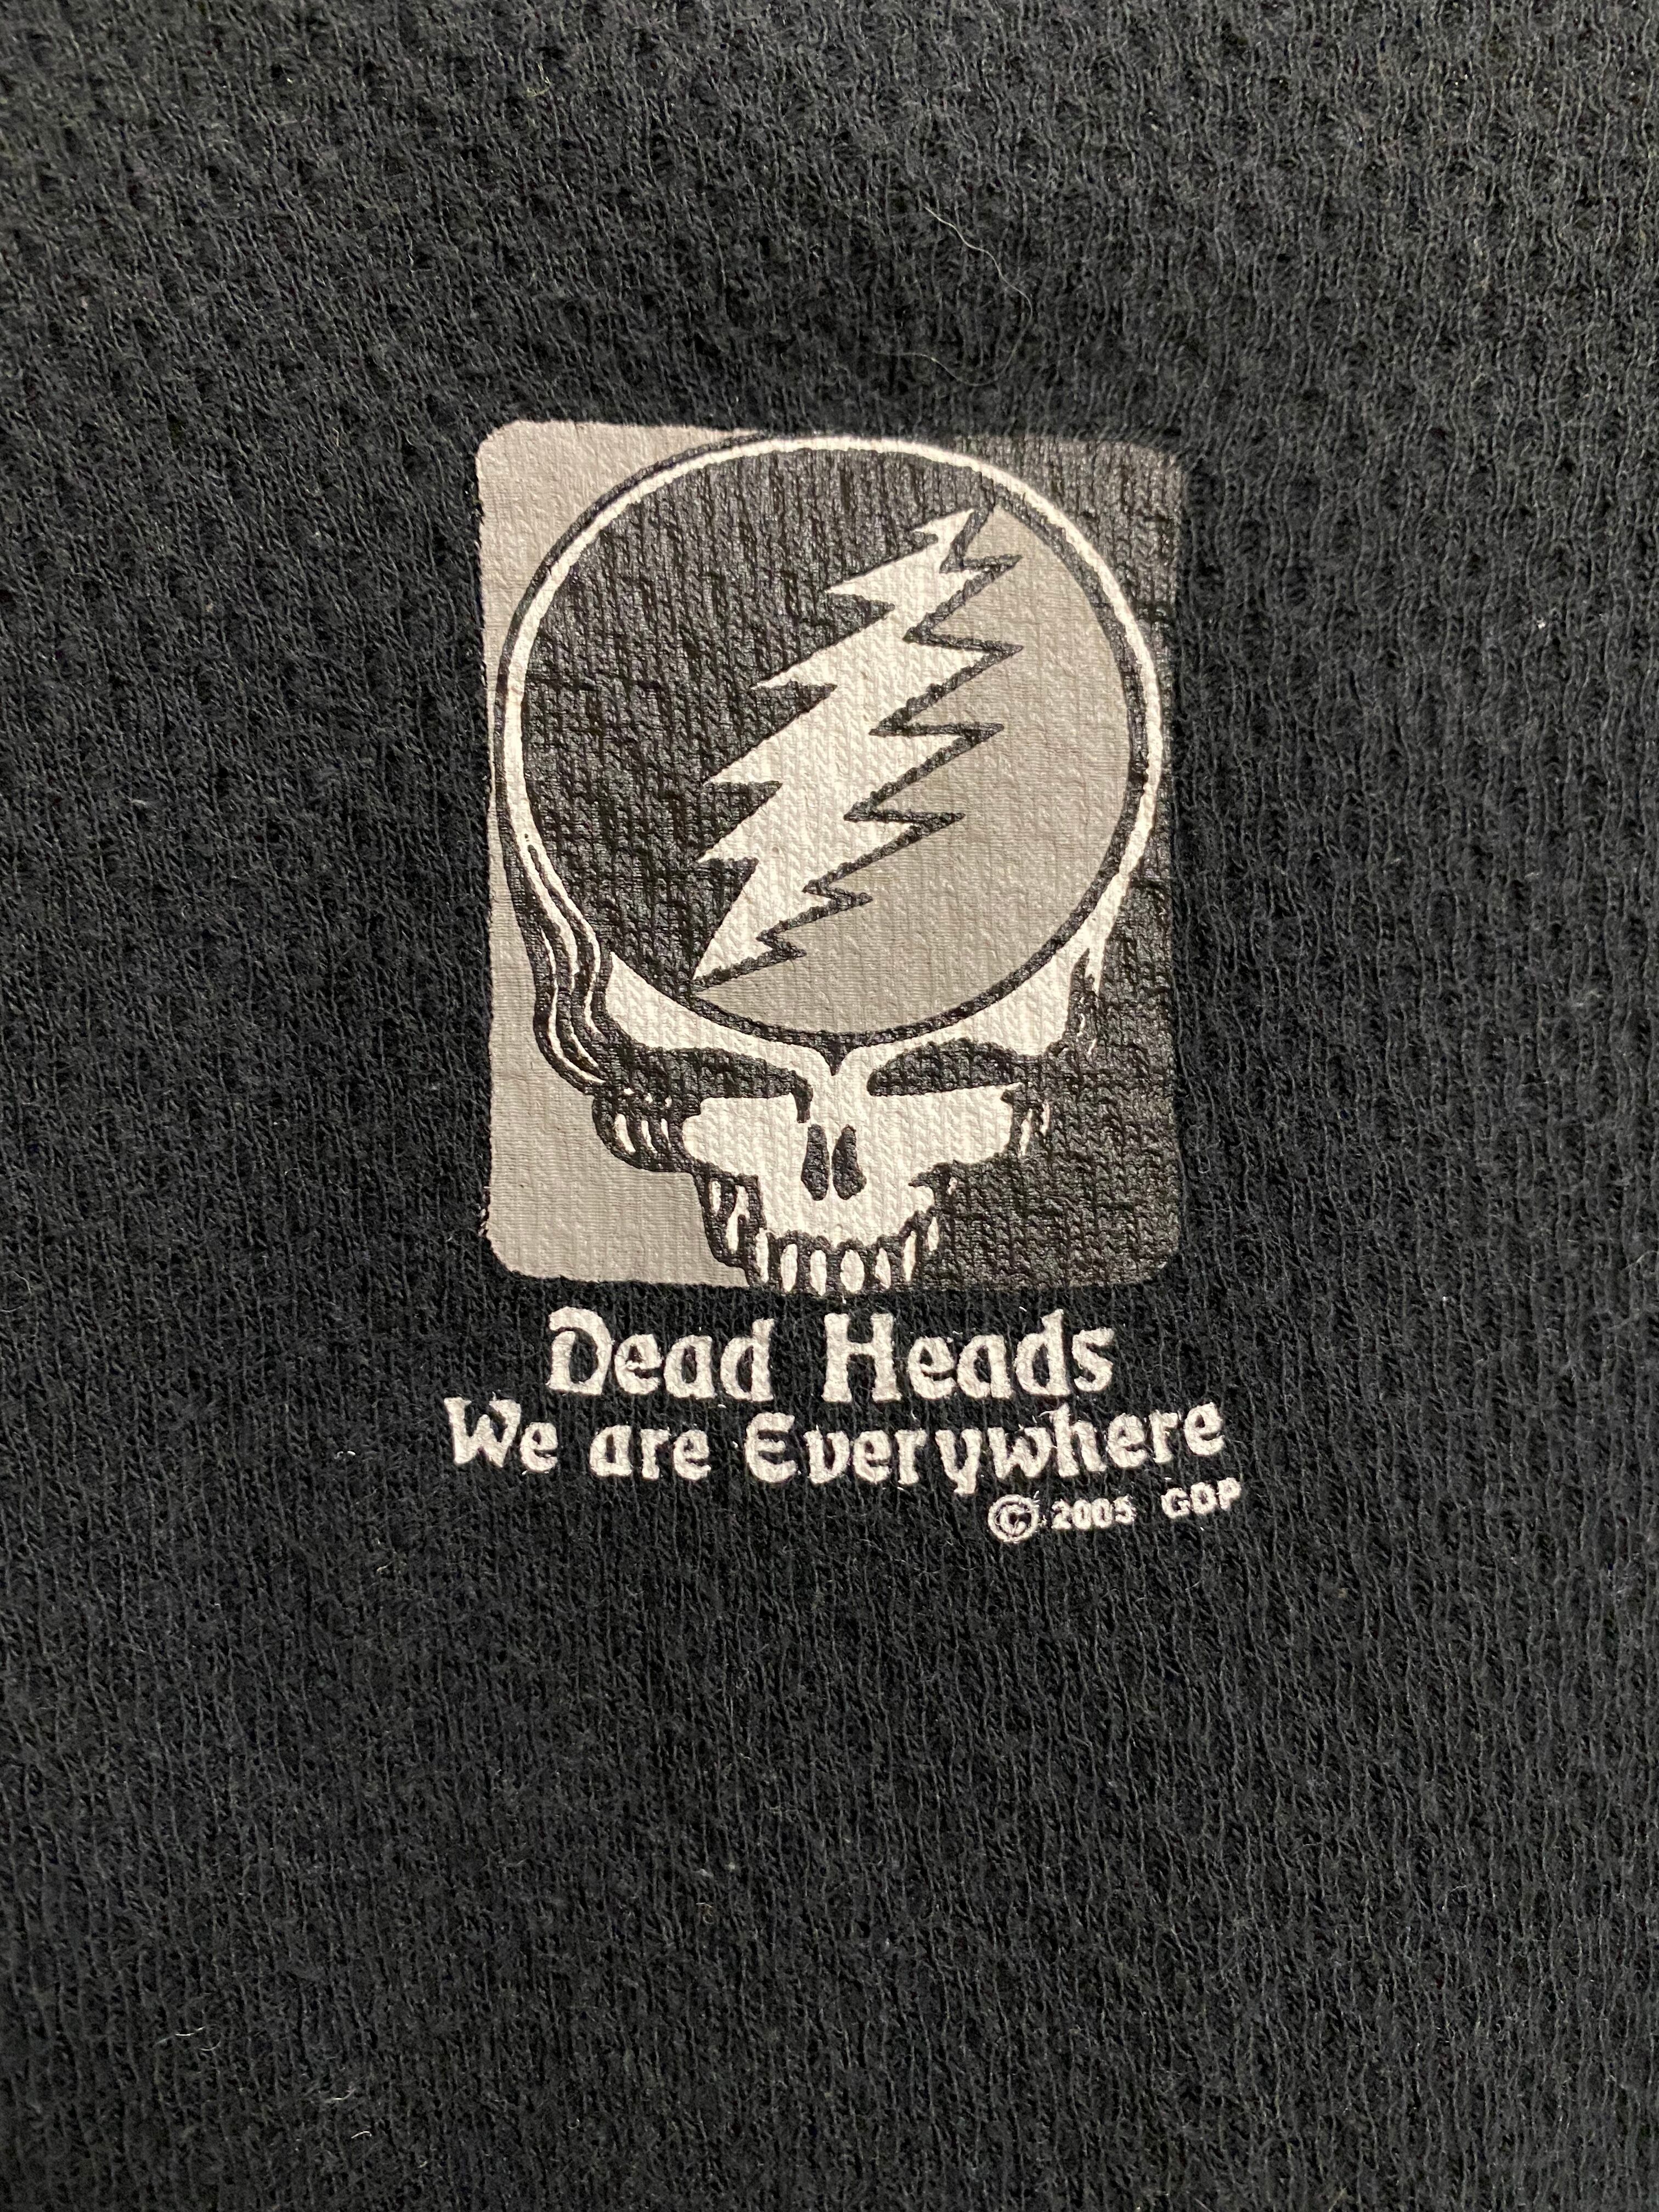 Dead Heads
We are Everywhere
© 2005 GDP